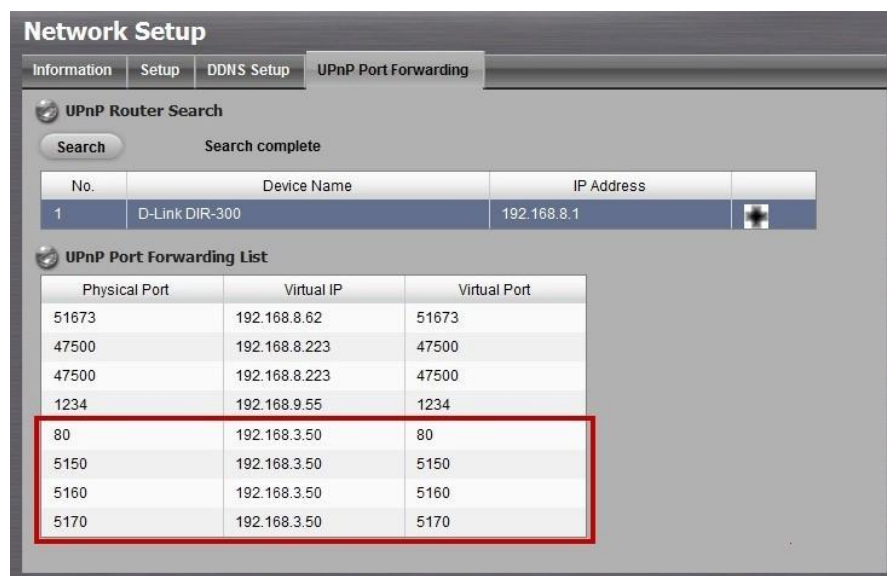 Network Setup
Information Setup DDNS Setup UPnP Port Forwarding
UPnP Router Search
Search Search complete
No. Device Name IP Address
1 D-Link DIR-300 192.168.8.1
UPnP Port Forwarding List
Physical Port Virtual IP Virtual Port
51673 192.168.8.62 51673
47500 192.168.8.223 47500
47500 192.168.8.223 47500
1234 192.168.9.55 1234
80 192.168.3.50 80
5150 192.168.3.50 5150
5160 192.168.3.50 5160
5170 192.168.3.50 5170